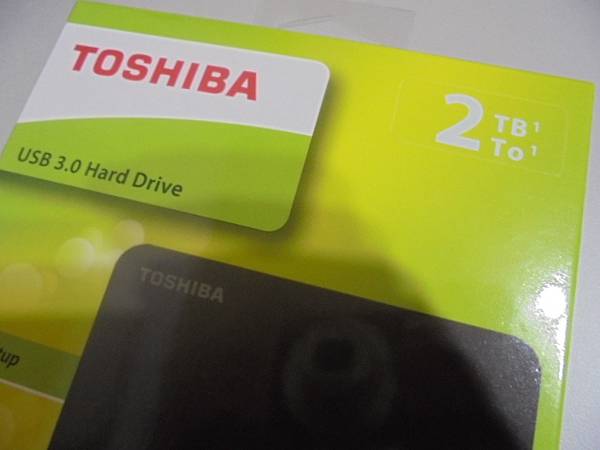 TOSHIBA
2 TB¹
To¹
USB 3.0 Hard Drive
TOSHIBA